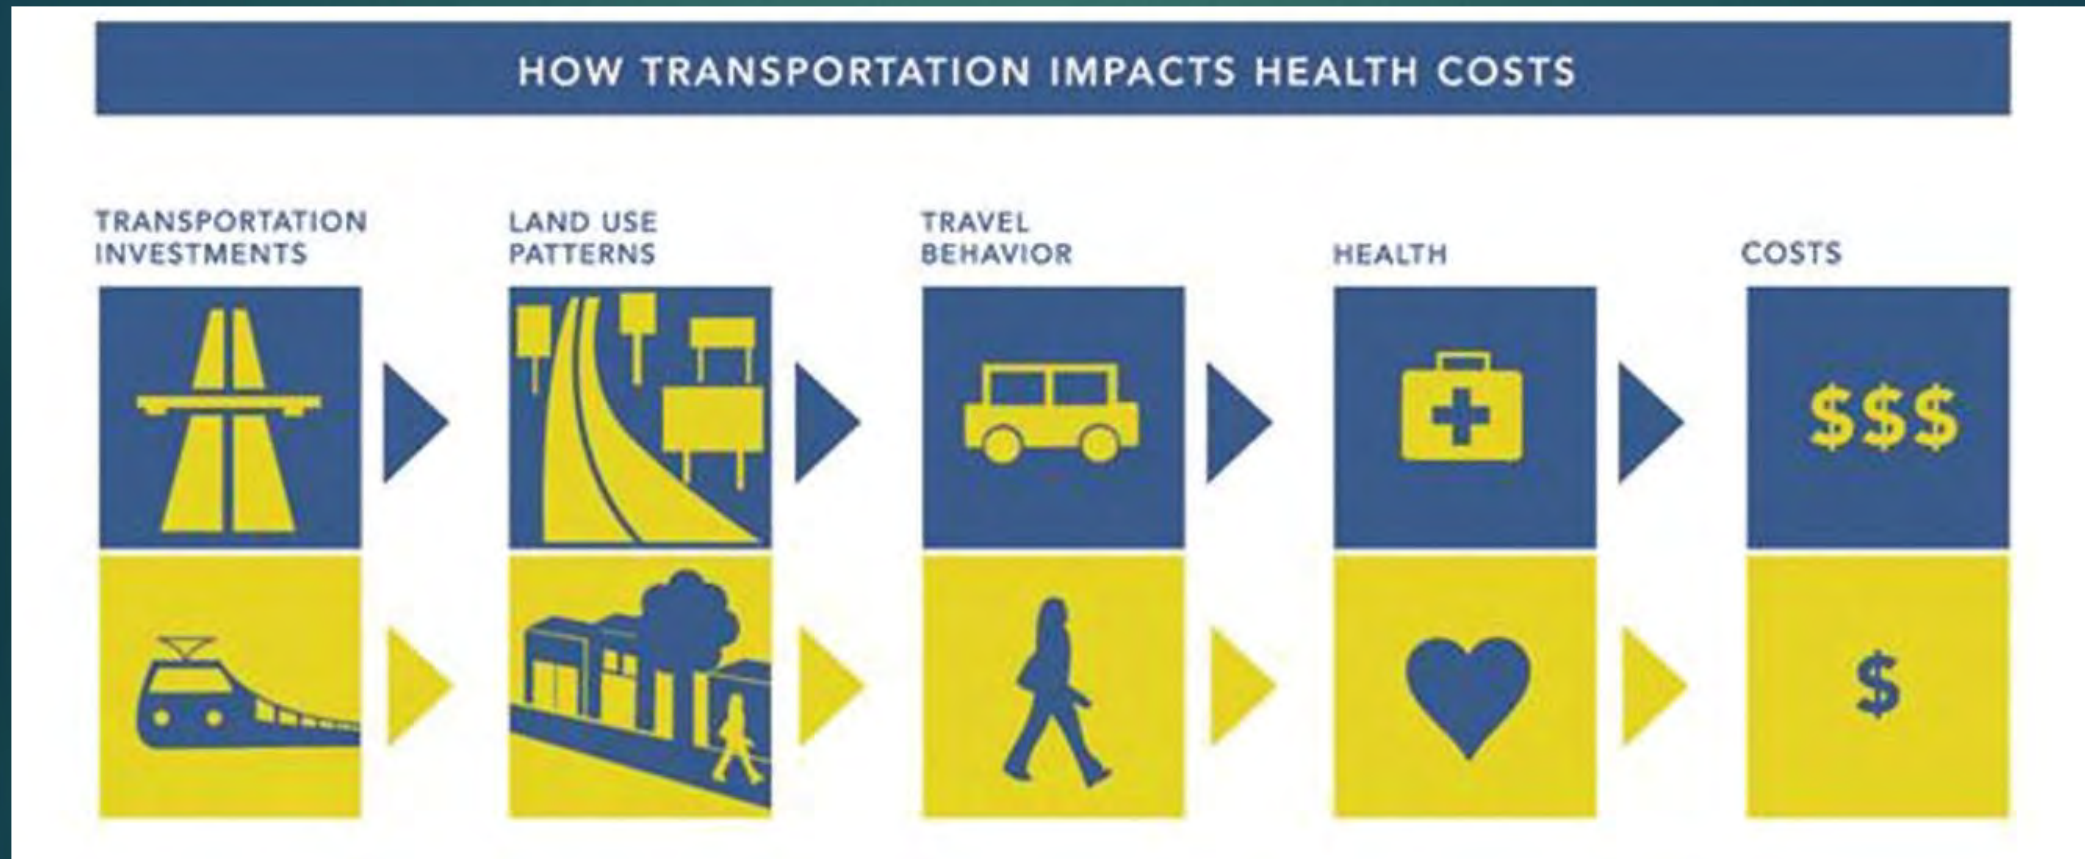 HOW TRANSPORTATION IMPACTS HEALTH COSTS
TRANSPORTATION
INVESTMENTS
LAND USE
PATTERNS
TRAVEL
BEHAVIOR
HEALTH
COSTS
$$$
$